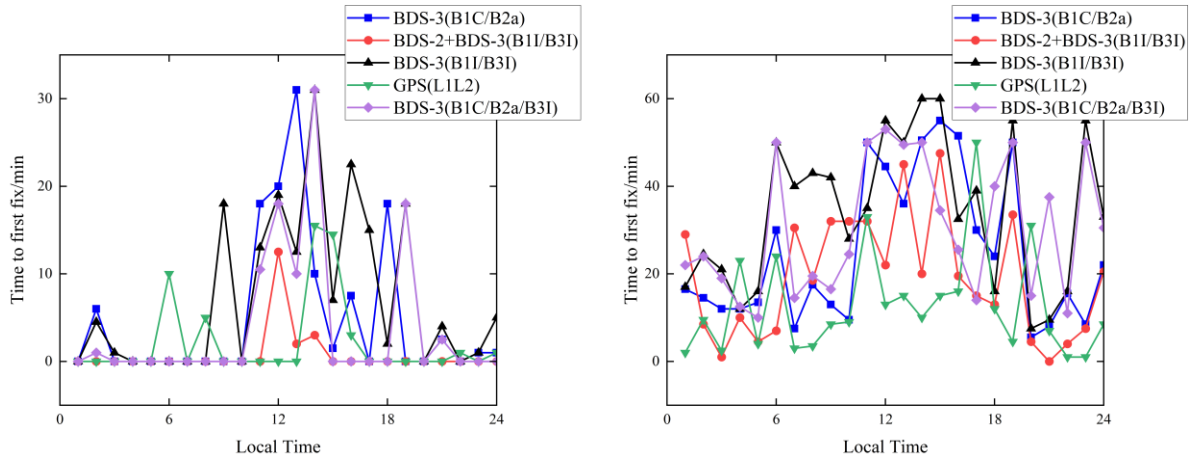 BDS-3(B1C/B2a)
BDS-2+BDS-3(B1I/B3I)
BDS-3(B1I/B3I)
GPS(L1L2)
BDS-3(B1C/B2a/B3I)
Time to first fix/min
30
20
10
0
0 6 12 18 24
Local Time
BDS-3(B1C/B2a)
BDS-2+BDS-3(B1I/B3I)
BDS-3(B1I/B3I)
GPS(L1L2)
BDS-3(B1C/B2a/B3I)
Time to first fix/min
60
40
20
0
0 6 12 18 24
Local Time